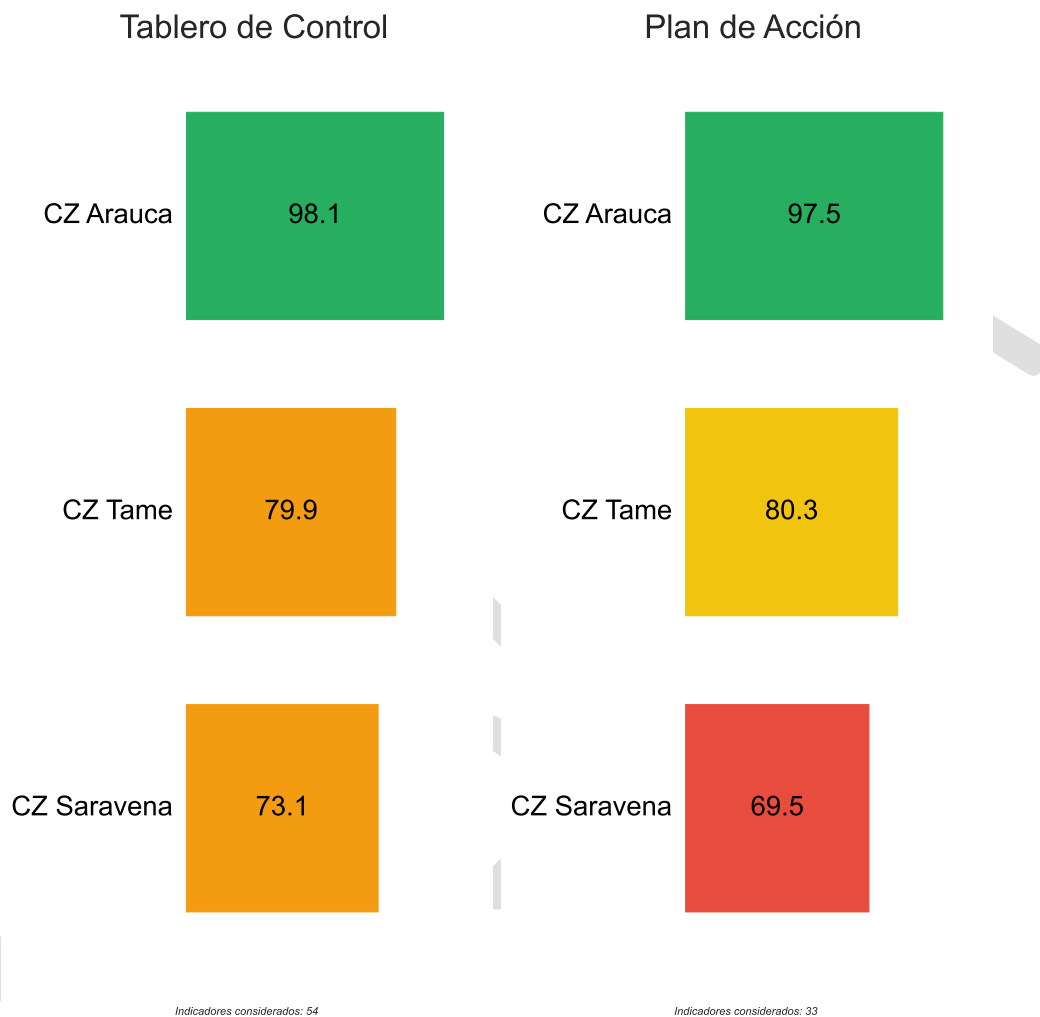 Tablero de Control
CZ Arauca 98.1
CZ Tame 79.9
CZ Saravena 73.1
Indicadores considerados: 54
Plan de Acción
CZ Arauca 97.5
CZ Tame 80.3
CZ Saravena 69.5
Indicadores considerados: 33